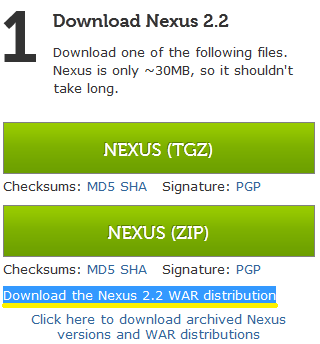 1
Download Nexus 2.2
Download one of the following files.
Nexus is only ~30MB, so it shouldn't
take long.
NEXUS (TGZ)
Checksums: MD5 SHA Signature: PGP
NEXUS (ZIP)
Checksums: MD5 SHA Signature: PGP
Download the Nexus 2.2 WAR distribution
Click here to download archived Nexus
versions and WAR distributions